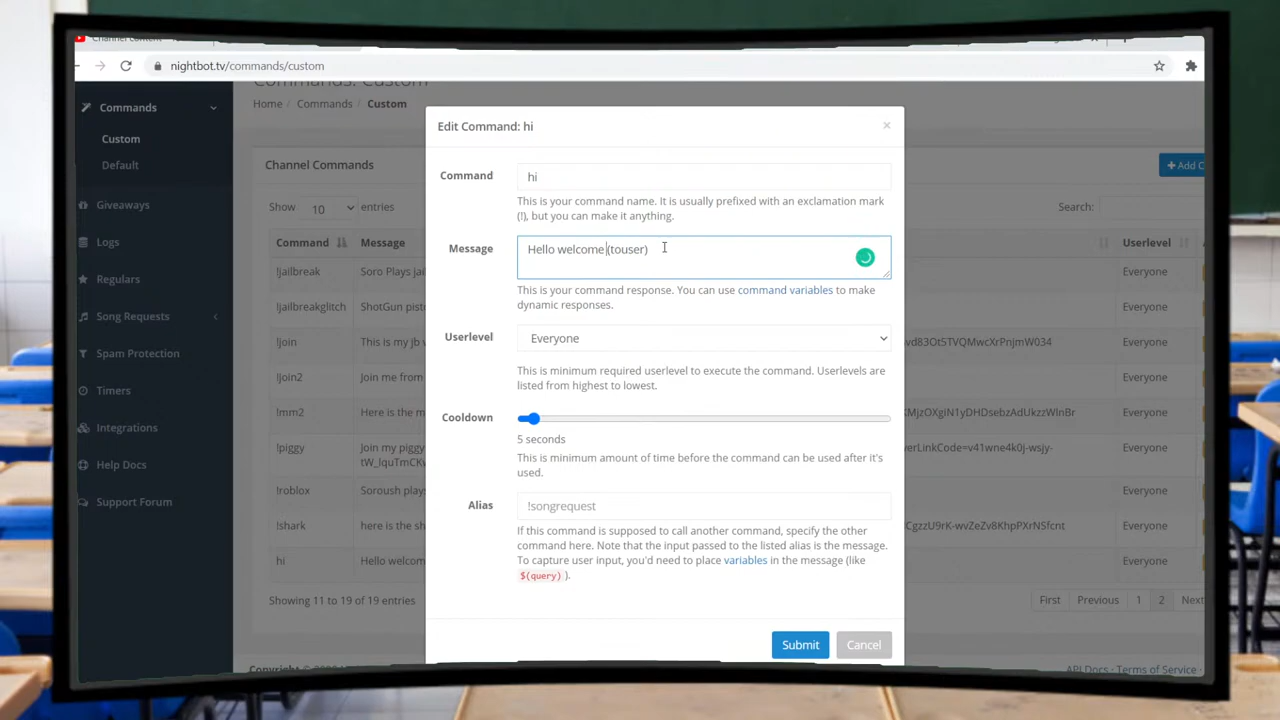 nightbot.tv/commands/custom
Commands: Custom
Home / Commands / Custom
Commands
Custom
Default
Giveaways
Logs
Regulars
Song Requests
Spam Protection
Timers
Integrations
Help Docs
Support Forum
Channel Commands
Show 10 entries
Search:
Command Message Userlevel
!jailbreak Soro Plays jail Everyone
!jailbreakglitch ShotGun pisto Everyone
!join This is my jb v Everyone
!join2 Join me from Everyone
!mm2 Here is the m Everyone
!piggy Join my piggy Everyone
!roblox Soroush plays Everyone
!shark here is the sh Everyone
hi Hello welcom Everyone
Showing 11 to 19 of 19 entries
First Previous 1 2 Next
API Docs - Terms of Service -
Edit Command: hi
×
Command
hi
This is your command name. It is usually prefixed with an exclamation mark
(!), but you can make it anything.
Message
Hello welcome (touser)
This is your command response. You can use command variables to make
dynamic responses.
Userlevel
Everyone
This is minimum required userlevel to execute the command. Userlevels are
listed from highest to lowest.
Cooldown
5 seconds
This is minimum amount of time before the command can be used after it's
used.
Alias
!songrequest
If this command is supposed to call another command, specify the other
command here. Note that the input passed to the listed alias is the message.
To capture user input, you'd need to place variables in the message (like
$(query) ).
Submit
Cancel